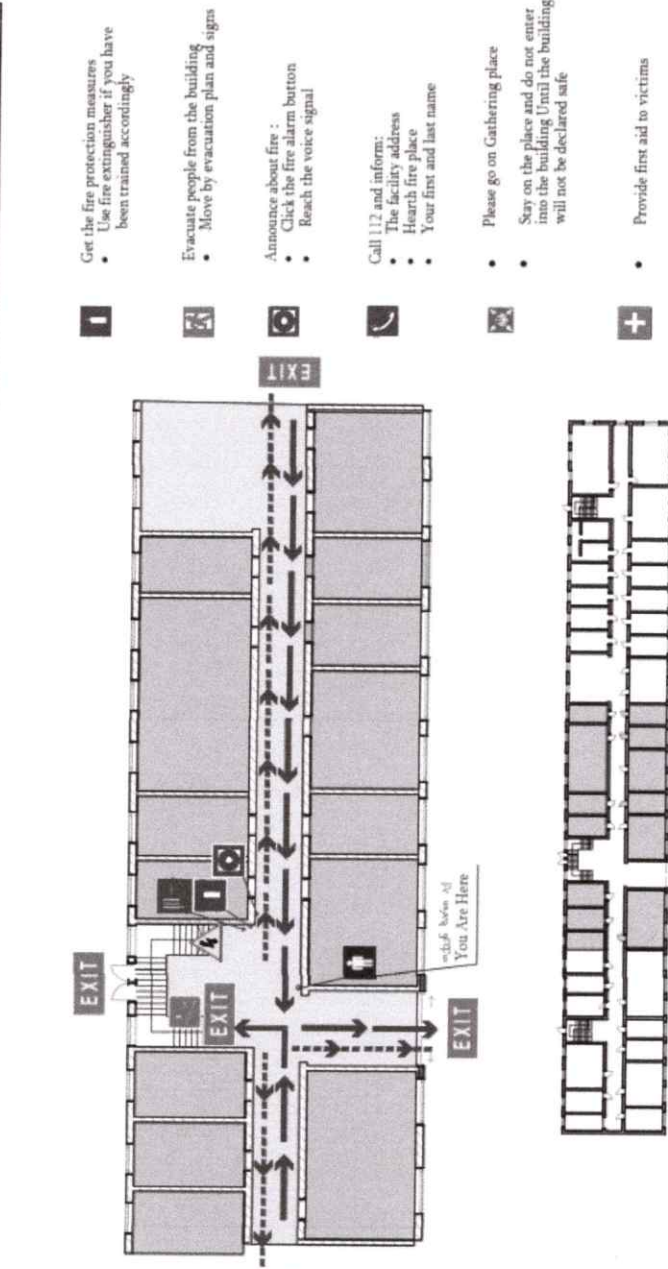 Get the fire protection measures
• Use fire extinguisher if you have
been trained accordingly
Evacuate people from the building
• Move by evacuation plan and signs
Announce about fire :
• Click the fire alarm button
• Reach the voice signal
Call 112 and inform:
• The facility address
• Hearth fire place
• Your first and last name
• Please go on Gathering place
• Stay on the place and do not enter
into the building Until the building
will not be declared safe
• Provide first aid to victims
EXIT
EXIT
EXIT
EXIT
You Are Here